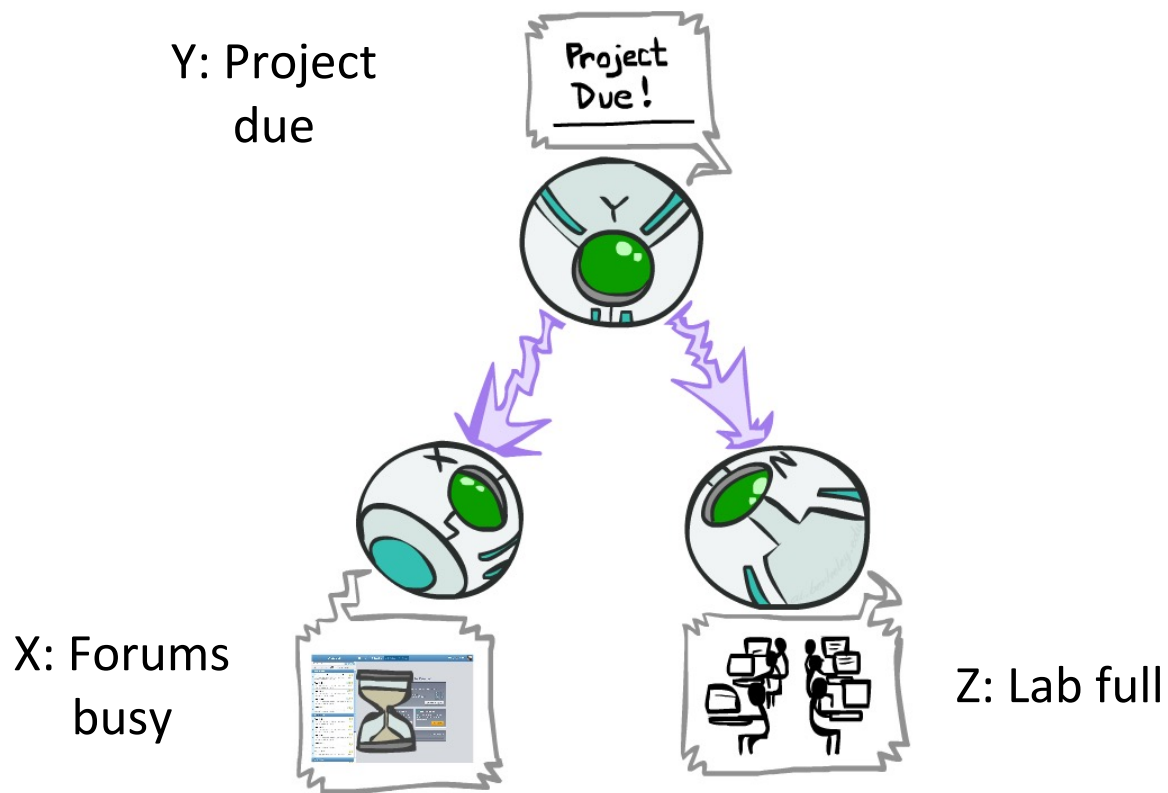 Y: Project
due
Project
Due!
Y
X
Z
X: Forums
busy
Z: Lab full